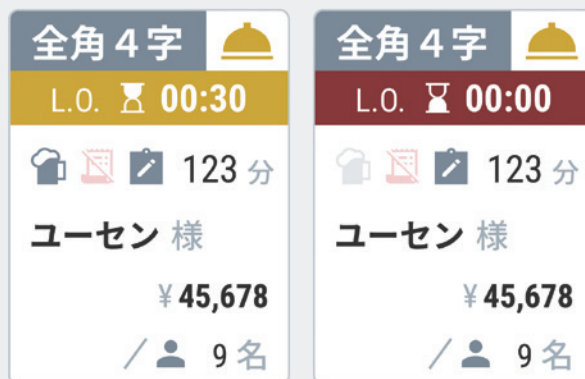 全角4字
L.O. 00:30
123 分
ユーセン 様
¥ 45,678
/ 9 名
全角4字
L.O. 00:00
123 分
ユーセン 様
¥ 45,678
/ 9 名